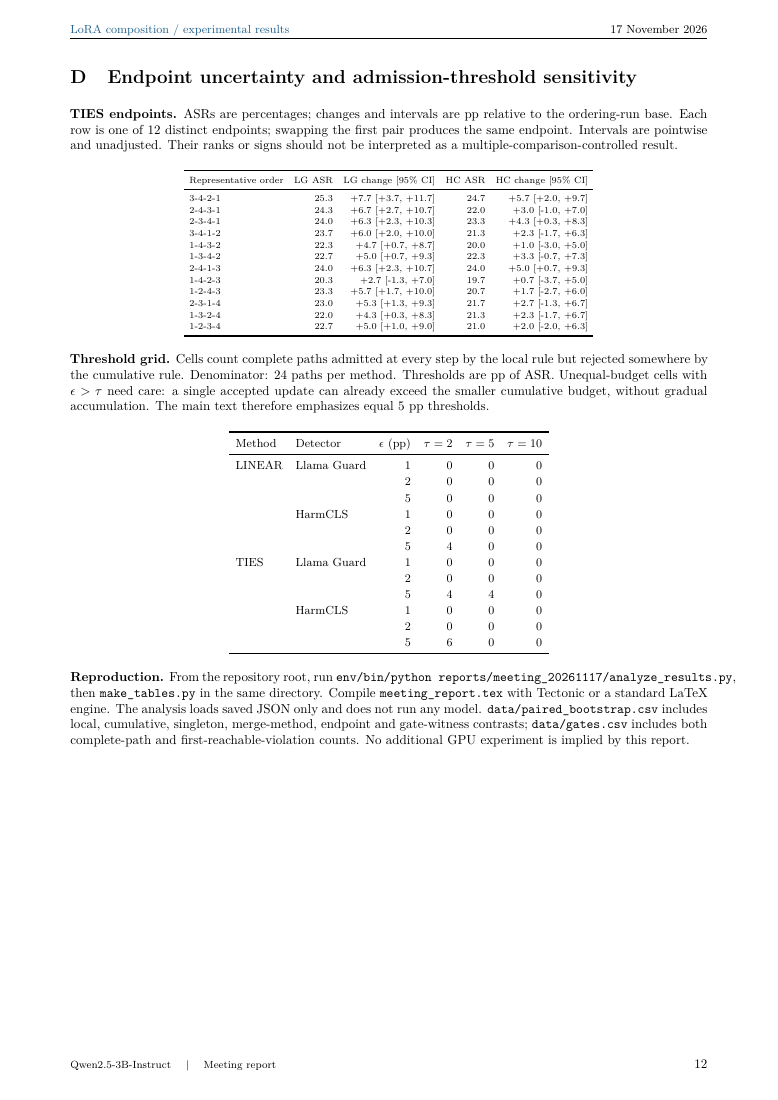 LoRA composition / experimental results 17 November 2026
D Endpoint uncertainty and admission-threshold sensitivity
TIES endpoints. ASRs are percentages; changes and intervals are pp relative to the ordering-run base. Each
row is one of 12 distinct endpoints; swapping the first pair produces the same endpoint. Intervals are pointwise
and unadjusted. Their ranks or signs should not be interpreted as a multiple-comparison-controlled result.
Representative order LG ASR LG change [95% CI] HC ASR HC change [95% CI]
3-4-2-1 25.3 +7.7 [+3.7, +11.7] 24.7 +5.7 [+2.0, +9.7]
2-4-3-1 24.3 +6.7 [+2.7, +10.7] 22.0 +3.0 [-1.0, +7.0]
2-3-4-1 24.0 +6.3 [+2.3, +10.3] 23.3 +4.3 [+0.3, +8.3]
3-4-1-2 23.7 +6.0 [+2.0, +10.0] 21.3 +2.3 [-1.7, +6.3]
1-4-3-2 22.3 +4.7 [+0.7, +8.7] 20.0 +1.0 [-3.0, +5.0]
1-3-4-2 22.7 +5.0 [+0.7, +9.3] 22.3 +3.3 [-0.7, +7.3]
2-4-1-3 24.0 +6.3 [+2.3, +10.7] 24.0 +5.0 [+0.7, +9.3]
1-4-2-3 20.3 +2.7 [-1.3, +7.0] 19.7 +0.7 [-3.7, +5.0]
1-2-4-3 23.3 +5.7 [+1.7, +10.0] 20.7 +1.7 [-2.7, +6.0]
2-3-1-4 23.0 +5.3 [+1.3, +9.3] 21.7 +2.7 [-1.3, +6.7]
1-3-2-4 22.0 +4.3 [+0.3, +8.3] 21.3 +2.3 [-1.7, +6.7]
1-2-3-4 22.7 +5.0 [+1.0, +9.0] 21.0 +2.0 [-2.0, +6.3]
Threshold grid. Cells count complete paths admitted at every step by the local rule but rejected somewhere by
the cumulative rule. Denominator: 24 paths per method. Thresholds are pp of ASR. Unequal-budget cells with
ϵ > τ need care: a single accepted update can already exceed the smaller cumulative budget, without gradual
accumulation. The main text therefore emphasizes equal 5 pp thresholds.
Method Detector ϵ (pp) τ = 2 τ = 5 τ = 10
LINEAR Llama Guard 1 0 0 0
2 0 0 0
5 0 0 0
HarmCLS 1 0 0 0
2 0 0 0
5 4 0 0
TIES Llama Guard 1 0 0 0
2 0 0 0
5 4 4 0
HarmCLS 1 0 0 0
2 0 0 0
5 6 0 0
Reproduction. From the repository root, run env/bin/python reports/meeting_20261117/analyze_results.py,
then make_tables.py in the same directory. Compile meeting_report.tex with Tectonic or a standard LaTeX
engine. The analysis loads saved JSON only and does not run any model. data/paired_bootstrap.csv includes
local, cumulative, singleton, merge-method, endpoint and gate-witness contrasts; data/gates.csv includes both
complete-path and first-reachable-violation counts. No additional GPU experiment is implied by this report.
Qwen2.5-3B-Instruct | Meeting report 12